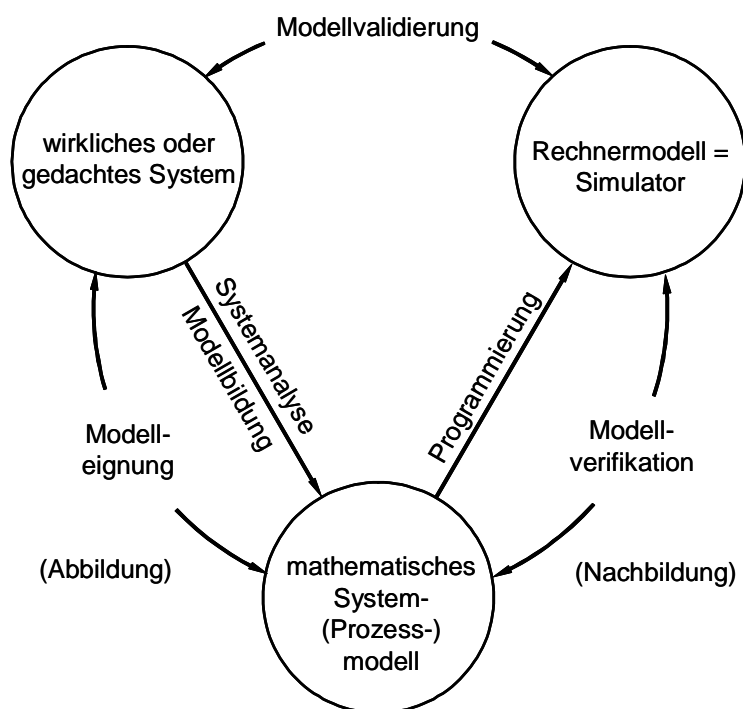 Modellvalidierung
wirkliches oder
gedachtes System
Rechnermodell =
Simulator
Systemanalyse
Modellbildung
Programmierung
Modell-
eignung
Modell-
verifikation
(Abbildung)
(Nachbildung)
mathematisches
System-
(Prozess-)
modell